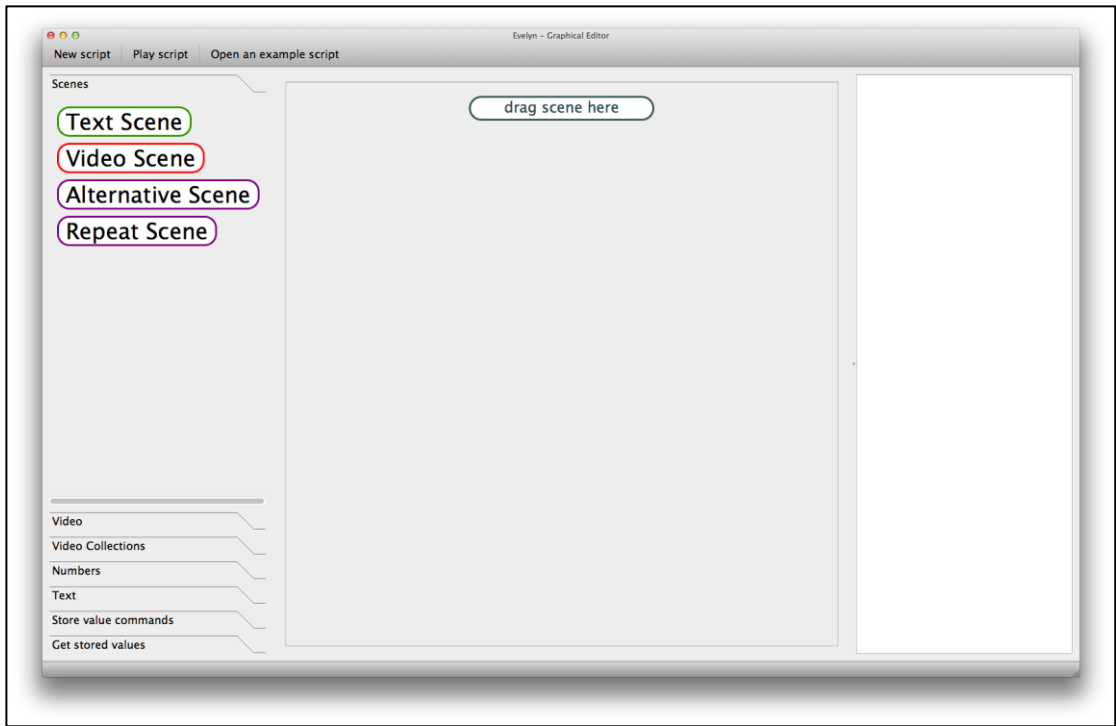 Evelyn - Graphical Editor
New script Play script Open an example script
Scenes
Text Scene
Video Scene
Alternative Scene
Repeat Scene
Video
Video Collections
Numbers
Text
Store value commands
Get stored values
drag scene here